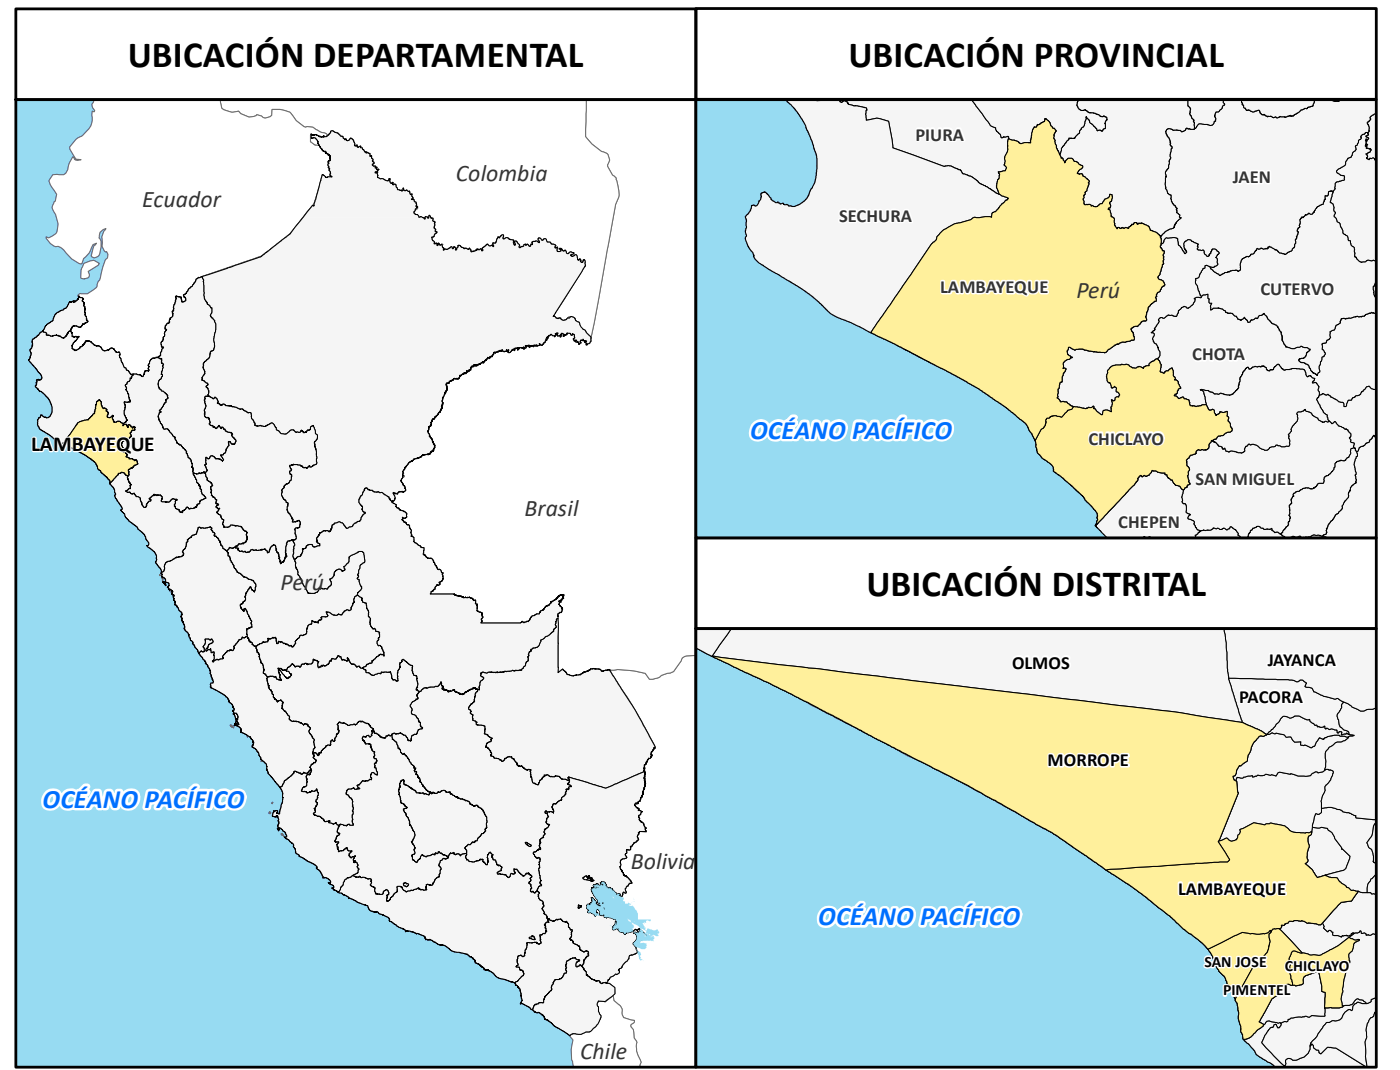 UBICACIÓN DEPARTAMENTAL
Ecuador
Colombia
LAMBAYEQUE
Brasil
Perú
OCÉANO PACÍFICO
Bolivia
Chile
UBICACIÓN PROVINCIAL
PIURA
JAEN
SECHURA
LAMBAYEQUE
Perú
CUTERVO
CHOTA
OCÉANO PACÍFICO
CHICLAYO
SAN MIGUEL
CHEPEN
UBICACIÓN DISTRITAL
OLMOS
JAYANCA
PACORA
MORROPE
LAMBAYEQUE
OCÉANO PACÍFICO
SAN JOSE
CHICLAYO
PIMENTEL